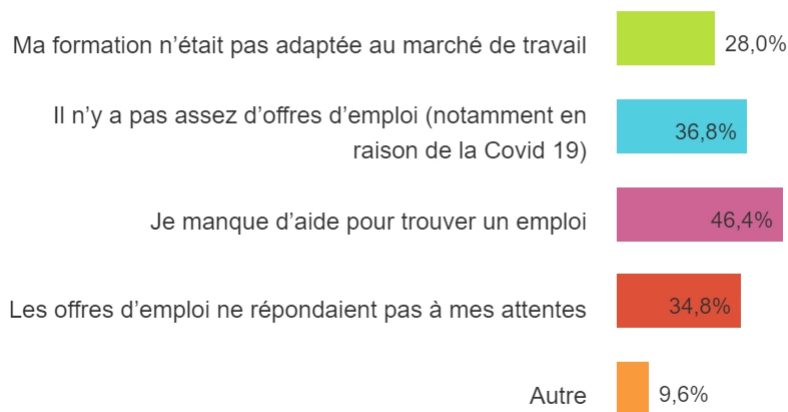 Ma formation n’était pas adaptée au marché de travail 28,0%
Il n’y a pas assez d’offres d’emploi (notamment en
raison de la Covid 19) 36,8%
Je manque d’aide pour trouver un emploi 46,4%
Les offres d’emploi ne répondaient pas à mes attentes 34,8%
Autre 9,6%